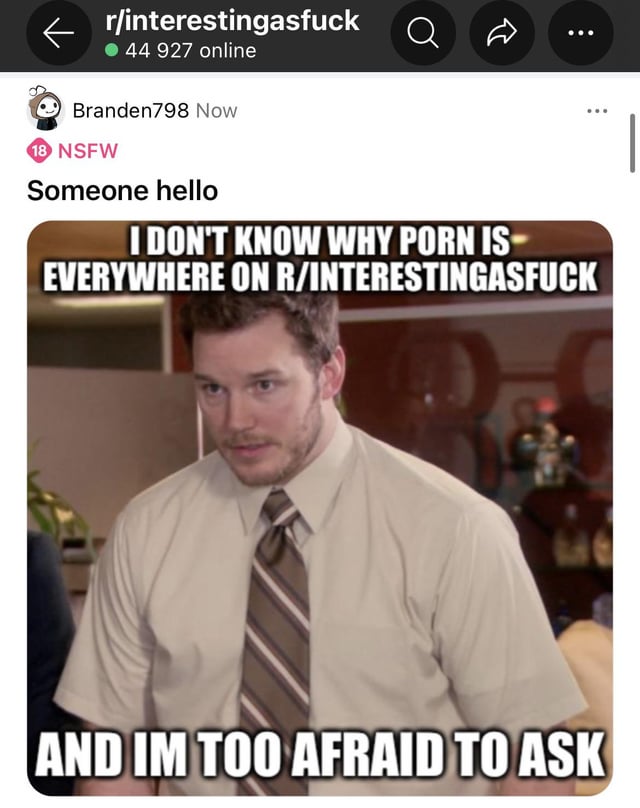 r/interestingasfuck
44 927 online
Branden798 Now
18 NSFW
Someone hello
I DON'T KNOW WHY PORN IS
EVERYWHERE ON R/INTERESTINGASFUCK
AND IM TOO AFRAID TO ASK